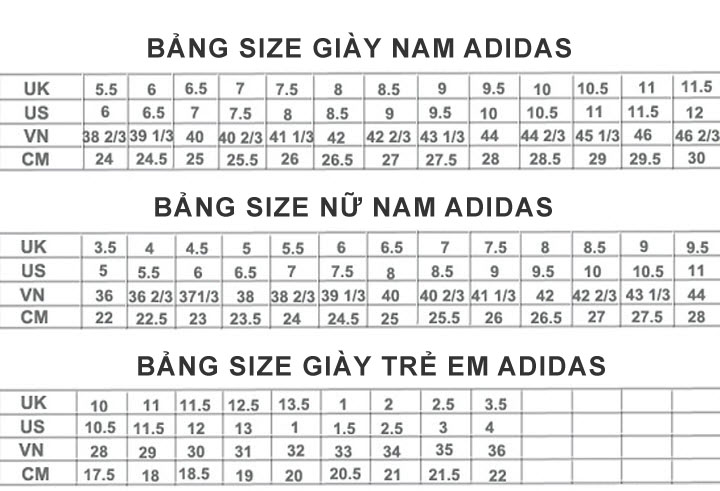 BẢNG SIZE GIÀY NAM ADIDAS
UK 5.5 6 6.5 7 7.5 8 8.5 9 9.5 10 10.5 11 11.5
US 6 6.5 7 7.5 8 8.5 9 9.5 10 10.5 11 11.5 12
VN 38 2/3 39 1/3 40 40 2/3 41 1/3 42 42 2/3 43 1/3 44 44 2/3 45 1/3 46 46 2/3
CM 24 24.5 25 25.5 26 26.5 27 27.5 28 28.5 29 29.5 30
BẢNG SIZE NỮ NAM ADIDAS
UK 3.5 4 4.5 5 5.5 6 6.5 7 7.5 8 8.5 9 9.5
US 5 5.5 6 6.5 7 7.5 8 8.5 9 9.5 10 10.5 11
VN 36 36 2/3 371/3 38 38 2/3 39 1/3 40 40 2/3 41 1/3 42 42 2/3 43 1/3 44
CM 22 22.5 23 23.5 24 24.5 25 25.5 26 26.5 27 27.5 28
BẢNG SIZE GIÀY TRẺ EM ADIDAS
UK 10 11 11.5 12.5 13.5 1 2 2.5 3.5
US 10.5 11.5 12 13 1 1.5 2.5 3 4
VN 28 29 30 31 32 33 34 35 36
CM 17.5 18 18.5 19 20 20.5 21 21.5 22